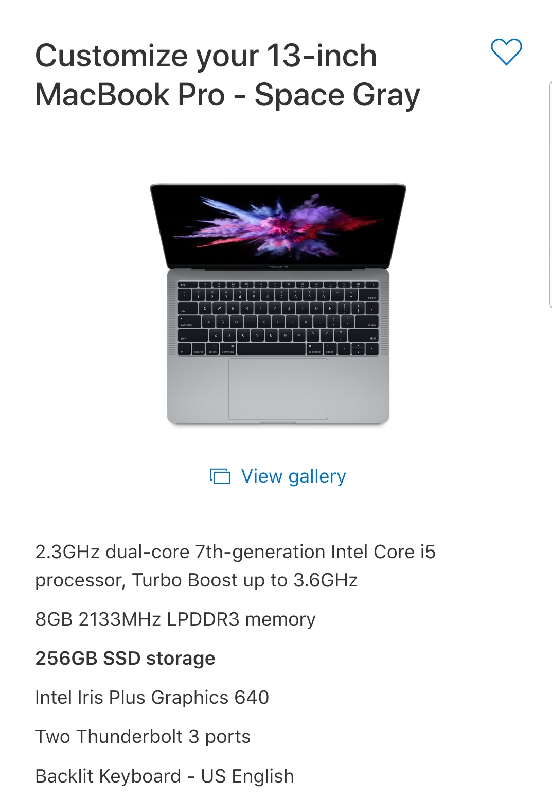 Customize your 13-inch
MacBook Pro - Space Gray
View gallery
2.3GHz dual-core 7th-generation Intel Core i5
processor, Turbo Boost up to 3.6GHz
8GB 2133MHz LPDDR3 memory
256GB SSD storage
Intel Iris Plus Graphics 640
Two Thunderbolt 3 ports
Backlit Keyboard - US English